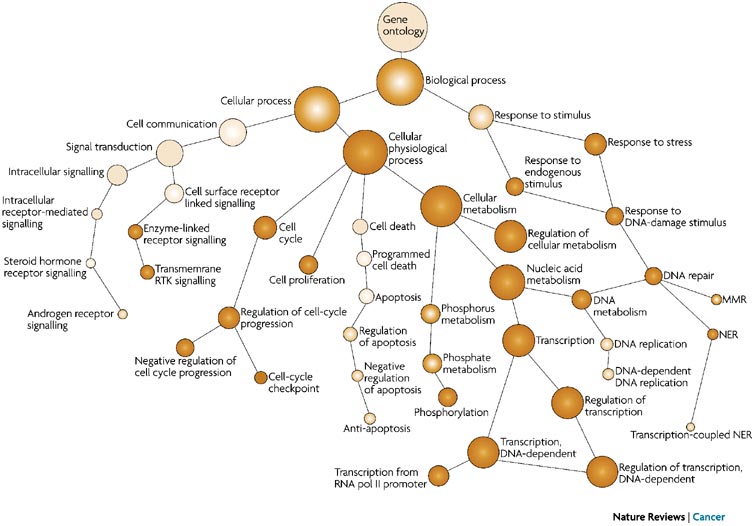 Gene
ontology
Biological process
Cellular process
Cell communication
Response to stimulus
Signal transduction
Cellular
physiological
process
Response to stress
Intracellular signalling
Response to
endogenous
stimulus
Cell surface receptor
linked signalling
Cellular
metabolism
Intracellular
receptor-mediated
signalling
Enzyme-linked
receptor signalling
Cell
cycle
Cell death
Regulation of
cellular metabolism
Response to
DNA-damage stimulus
Steroid hormone
receptor signalling
Transmemrane
RTK signalling
Cell proliferation
Programmed
cell death
Nucleic acid
metabolism
DNA repair
Androgen receptor
signalling
Regulation of cell-cycle
progression
Apoptosis
Phosphorus
metabolism
DNA
metabolism
MMR
Negative regulation of
cell cycle progression
Cell-cycle
checkpoint
Regulation
of apoptosis
Transcription
DNA replication
NER
Negative
regulation
of apoptosis
Phosphate
metabolism
DNA-dependent
DNA replication
Anti-apoptosis
Phosphorylation
Regulation of
transcription
Transcription-coupled NER
Transcription,
DNA-dependent
Transcription from
RNA pol II promoter
Regulation of transcription,
DNA-dependent
Nature Reviews | Cancer